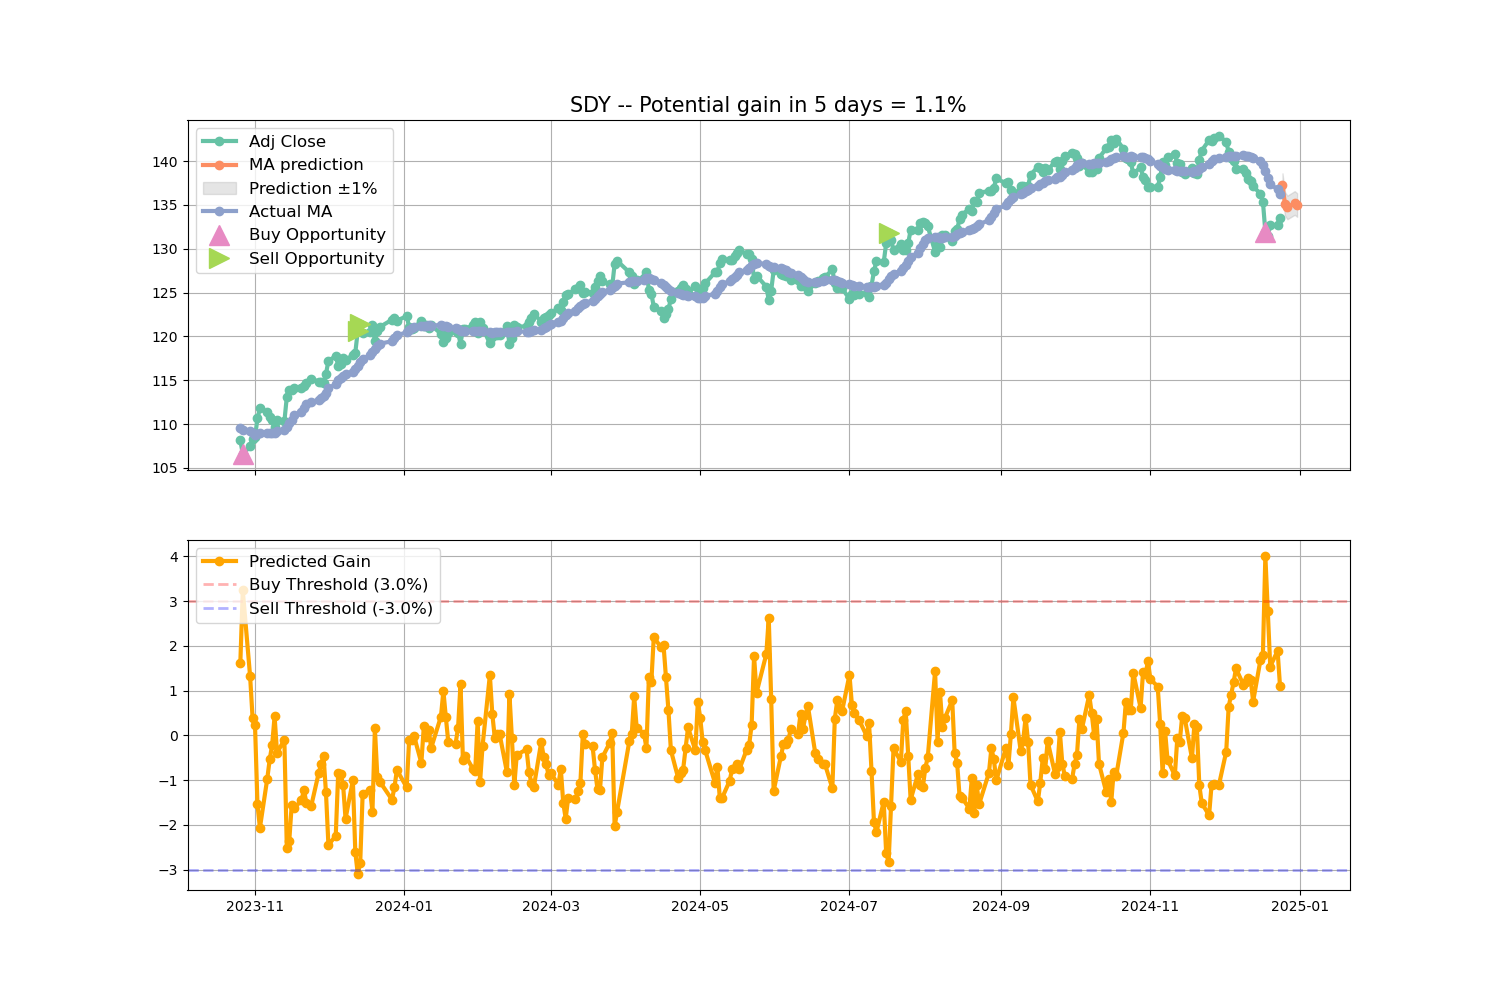 SDY -- Potential gain in 5 days = 1.1%
Adj Close
MA prediction
Prediction ±1%
Actual MA
Buy Opportunity
Sell Opportunity
140
135
130
125
120
115
110
105
Predicted Gain
Buy Threshold (3.0%)
Sell Threshold (-3.0%)
4
3
2
1
0
−1
−2
−3
2023-11
2024-01
2024-03
2024-05
2024-07
2024-09
2024-11
2025-01